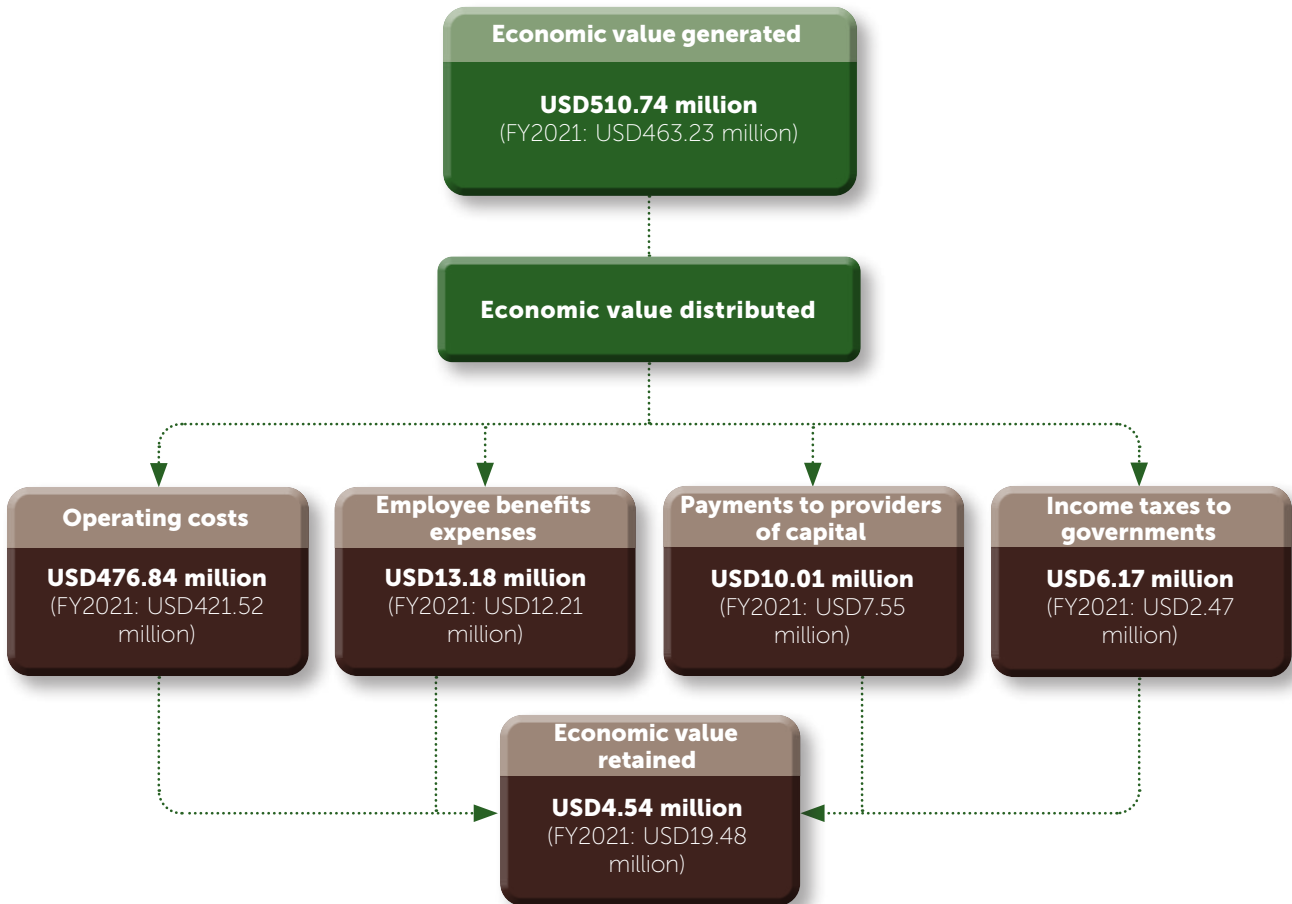 Economic value generated
USD510.74 million
(FY2021: USD463.23 million)
Economic value distributed
Operating costs
USD476.84 million
(FY2021: USD421.52
million)
Employee benefits
expenses
USD13.18 million
(FY2021: USD12.21
million)
Payments to providers
of capital
USD10.01 million
(FY2021: USD7.55
million)
Income taxes to
governments
USD6.17 million
(FY2021: USD2.47
million)
Economic value
retained
USD4.54 million
(FY2021: USD19.48
million)